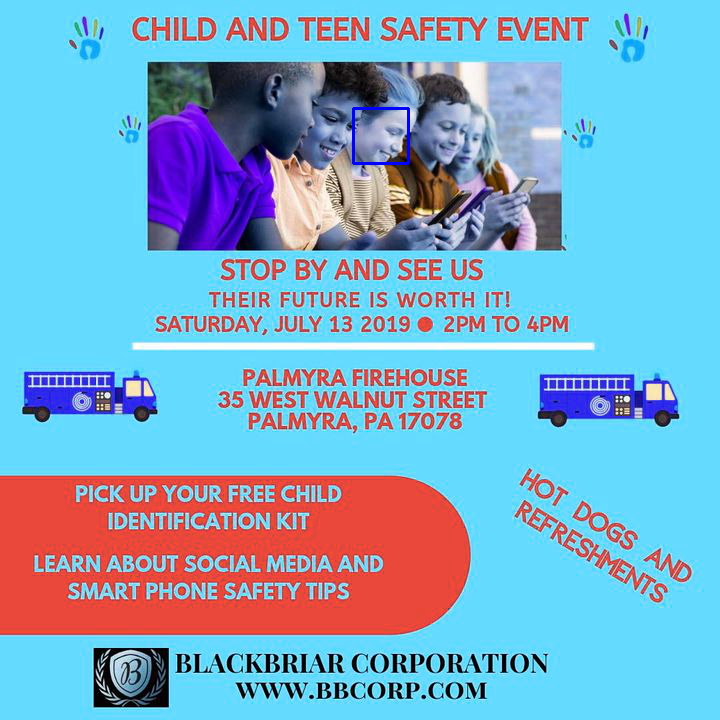 CHILD AND TEEN SAFETY EVENT
STOP BY AND SEE US
THEIR FUTURE IS WORTH IT!
SATURDAY, JULY 13 2019 ● 2PM TO 4PM
PALMYRA FIREHOUSE
35 WEST WALNUT STREET
PALMYRA, PA 17078
PICK UP YOUR FREE CHILD
IDENTIFICATION KIT
LEARN ABOUT SOCIAL MEDIA AND
SMART PHONE SAFETY TIPS
HOT DOGS AND
REFRESHMENTS
B
BLACKBRIAR CORPORATION
WWW.BBCORP.COM